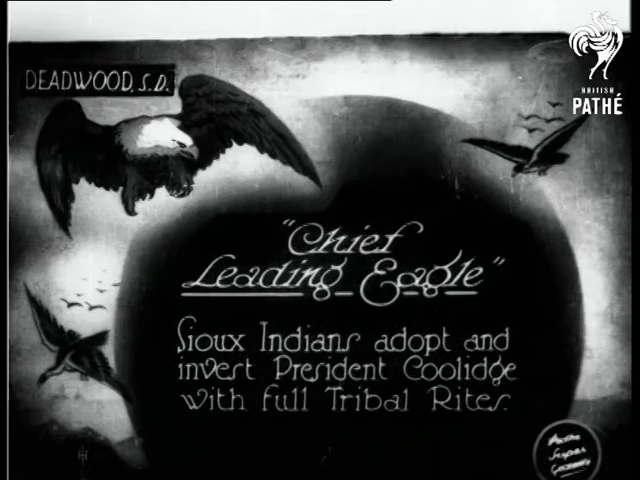 DEADWOOD, S.D.
BRITISH
PATHÉ
"Chief
Leading Eagle"
Sioux Indians adopt and
invest President Coolidge
with full Tribal Rites.